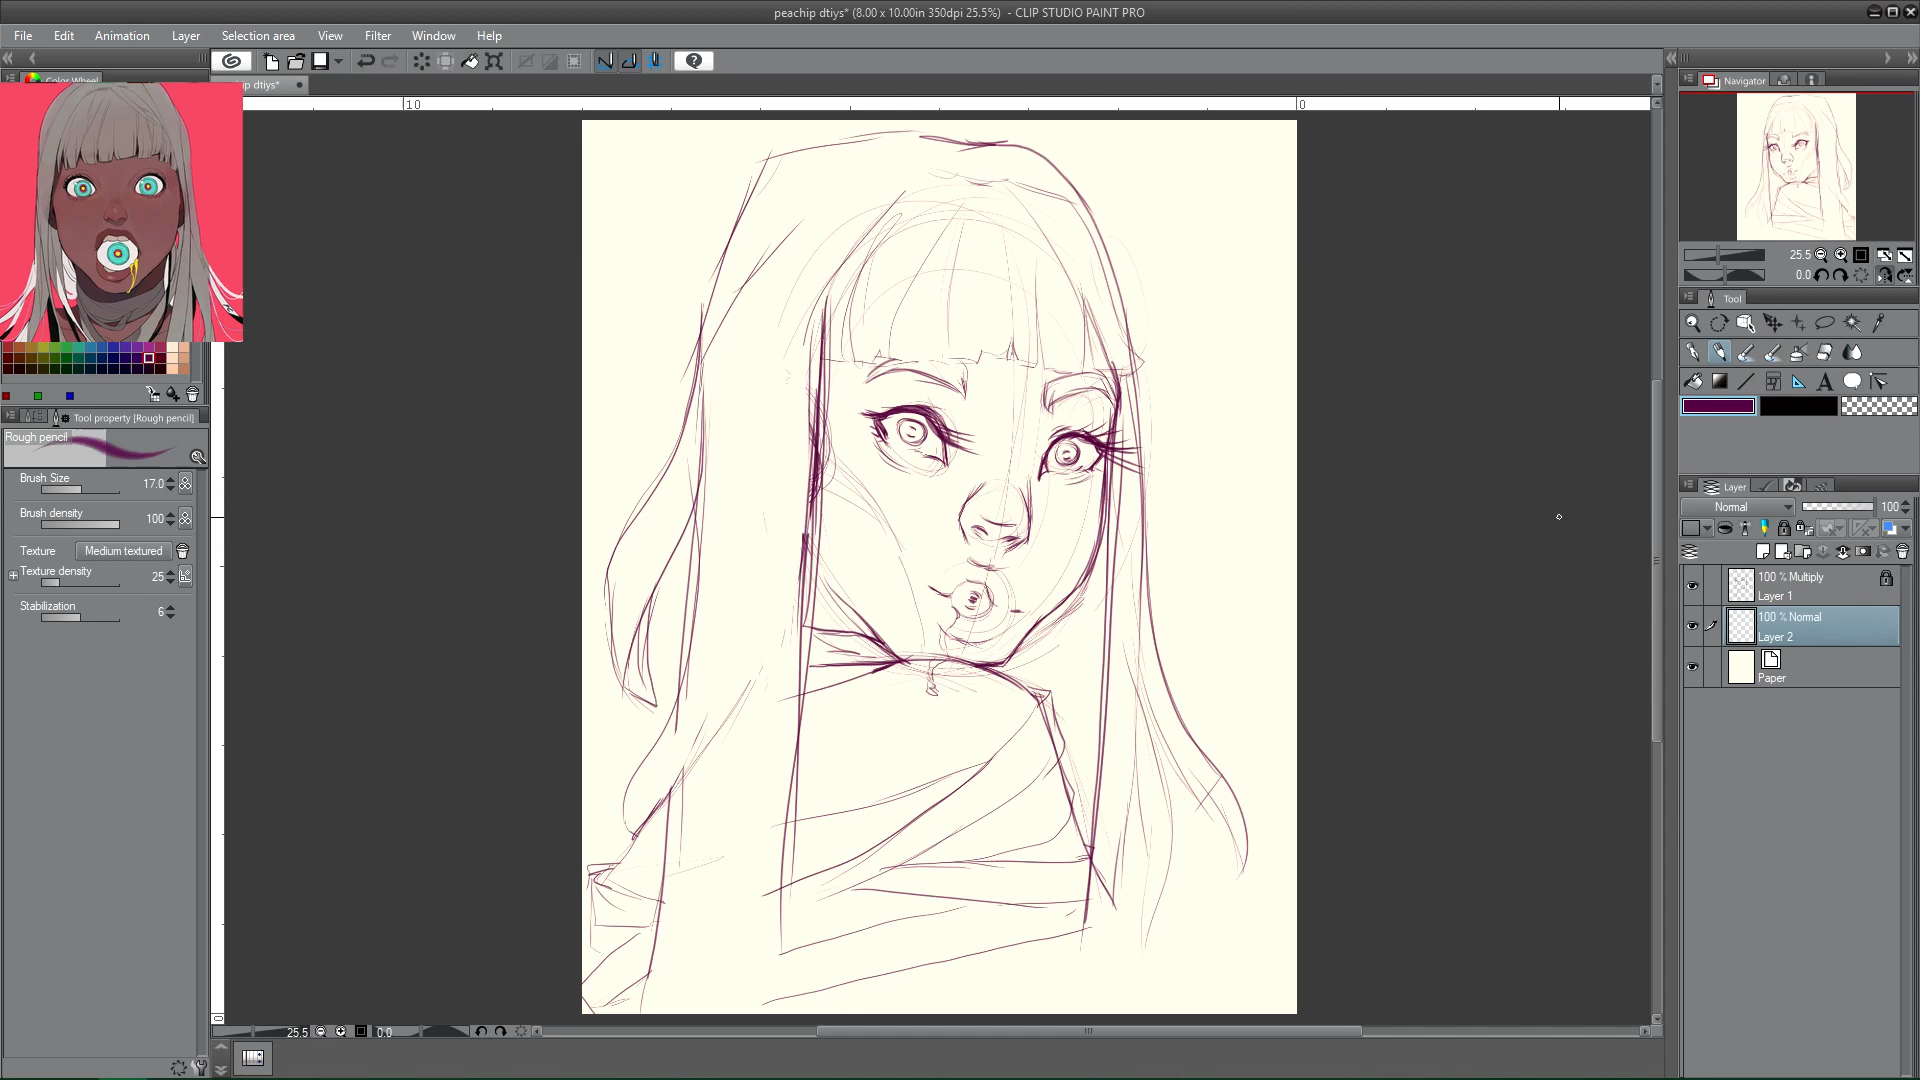 peachip dtiys* (8.00 x 10.00in 350dpi 25.5%)  - CLIP STUDIO PAINT PRO
File Edit Animation Layer Selection area View Filter Window Help
Color Wheel
ip dtiys*
10
0
Navigator
25.5
0.0
Tool
Tool property [Rough pencil]
Rough pencil
Brush Size 17.0
Brush density 100
Texture Medium textured
Texture density 25
Stabilization 6
Layer
Normal 100
100 % Multiply
Layer 1
100 % Normal
Layer 2
Paper
25.5 0.0